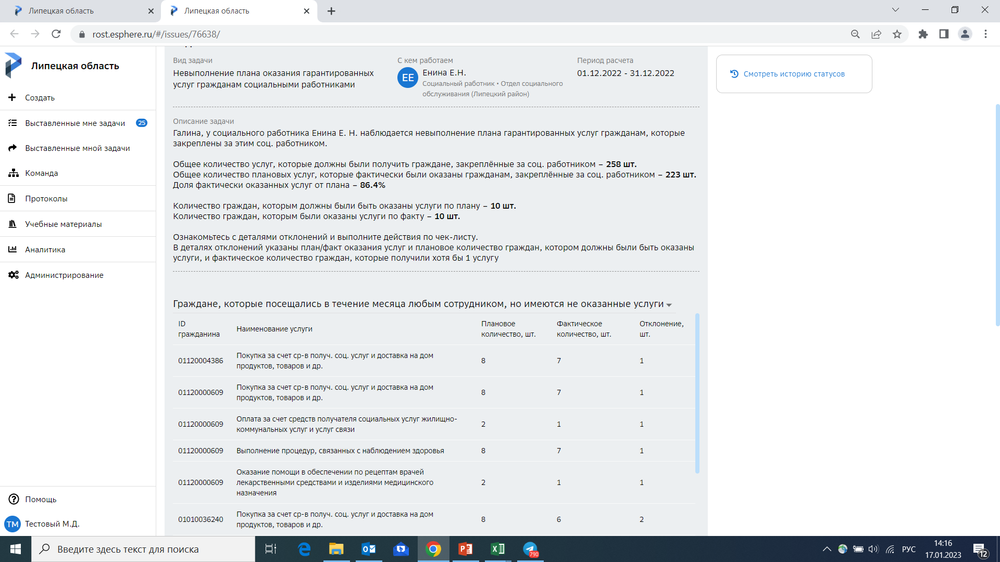 Липецкая область
Липецкая область
rost.esphere.ru/#/issues/76638/
Липецкая область
Создать
Выставленные мне задачи 25
Выставленные мной задачи
Команда
Протоколы
Учебные материалы
Аналитика
Администрирование
Помощь
ТМ Тестовый М.Д.
Вид задачи
Невыполнение плана оказания гарантированных
услуг гражданам социальными работниками
С кем работаем
ЕЕ Енина Е.Н.
Социальный работник • Отдел социального
обслуживания (Липецкий район)
Период расчета
01.12.2022 - 31.12.2022
Смотреть историю статусов
Описание задачи
Галина, у социального работника Енина Е. Н. наблюдается невыполнение плана гарантированных услуг гражданам, которые
закреплены за этим соц. работником.
Общее количество услуг, которые должны были получить граждане, закреплённые за соц. работником – 258 шт.
Общее количество плановых услуг, которые фактически были оказаны гражданам, закреплённые за соц. работником – 223 шт.
Доля фактически оказанных услуг от плана – 86.4%
Количество граждан, которым должны были быть оказаны услуги по плану – 10 шт.
Количество граждан, которым были оказаны услуги по факту – 10 шт.
Ознакомьтесь с деталями отклонений и выполните действия по чек-листу.
В деталях отклонений указаны план/факт оказания услуг и плановое количество граждан, котором должны были быть оказаны
услуги, и фактическое количество граждан, которые получили хотя бы 1 услугу
Граждане, которые посещались в течение месяца любым сотрудником, но имеются не оказанные услуги
ID
гражданина
Наименование услуги
Плановое
количество, шт.
Фактическое
количество, шт.
Отклонение,
шт.
01120004386 Покупка за счет ср-в получ. соц. услуг и доставка на дом
продуктов, товаров и др. 8 7 1
01120000609 Покупка за счет ср-в получ. соц. услуг и доставка на дом
продуктов, товаров и др. 8 7 1
01120000609 Оплата за счет средств получателя социальных услуг жилищно-
коммунальных услуг и услуг связи 2 1 1
01120000609 Выполнение процедур, связанных с наблюдением здоровья 8 7 1
01120000609 Оказание помощи в обеспечении по рецептам врачей
лекарственными средствами и изделиями медицинского
назначения 2 1 1
01010036240 Покупка за счет ср-в получ. соц. услуг и доставка на дом
продуктов, товаров и др. 8 6 2
Введите здесь текст для поиска
790
РУС
14:16
17.01.2023
12